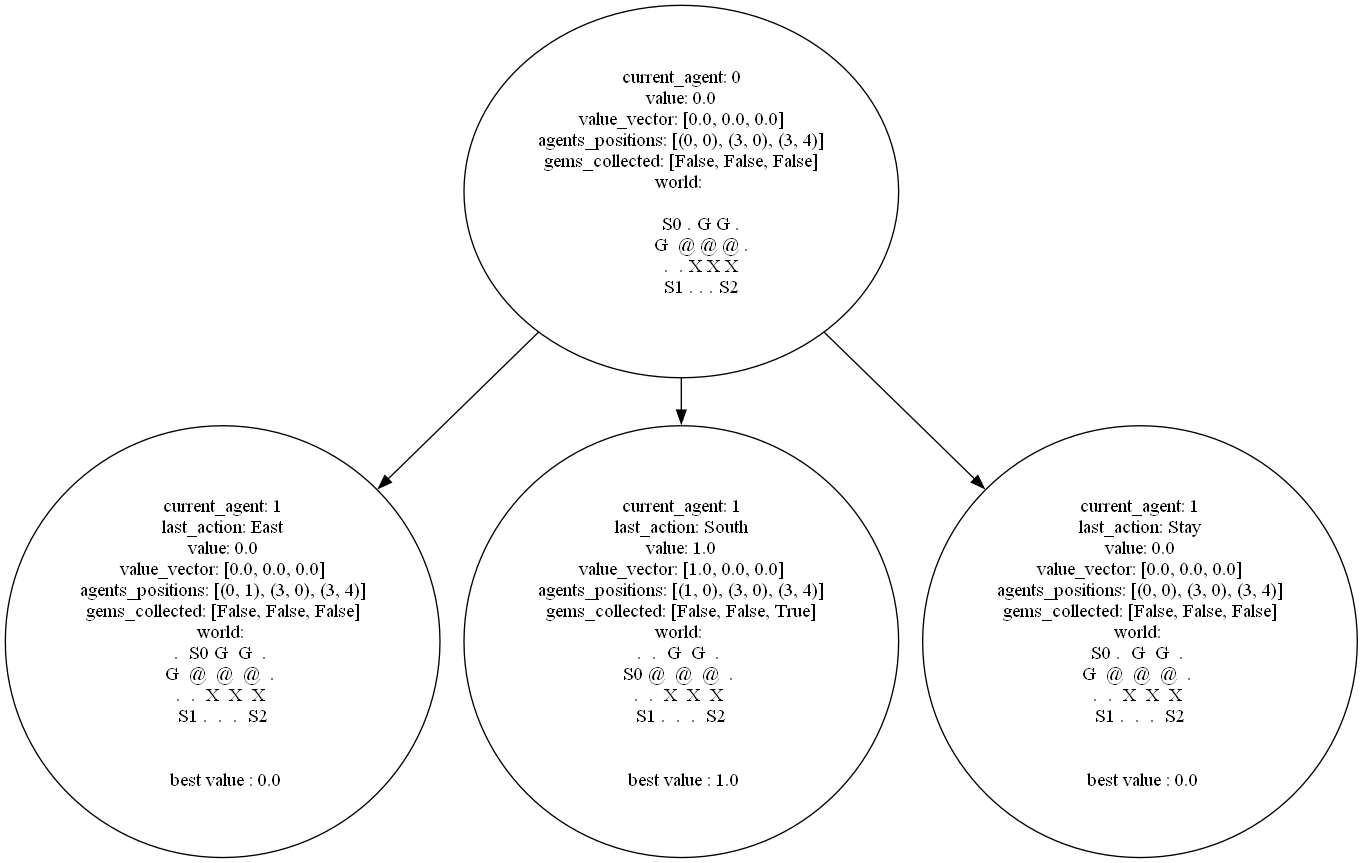 current_agent: 0
value: 0.0
value_vector: [0.0, 0.0, 0.0]
agents_positions: [(0, 0), (3, 0), (3, 4)]
gems_collected: [False, False, False]
world:
S0 . G G .
G @ @ @ .
. . X X X
S1 . . . S2
current_agent: 1
last_action: East
value: 0.0
value_vector: [0.0, 0.0, 0.0]
agents_positions: [(0, 1), (3, 0), (3, 4)]
gems_collected: [False, False, False]
world:
. S0 G G .
G @ @ @ .
. . X X X
S1 . . . S2
best value : 0.0
current_agent: 1
last_action: South
value: 1.0
value_vector: [1.0, 0.0, 0.0]
agents_positions: [(1, 0), (3, 0), (3, 4)]
gems_collected: [False, False, True]
world:
. . G G .
S0 @ @ @ .
. . X X X
S1 . . . S2
best value : 1.0
current_agent: 1
last_action: Stay
value: 0.0
value_vector: [0.0, 0.0, 0.0]
agents_positions: [(0, 0), (3, 0), (3, 4)]
gems_collected: [False, False, False]
world:
S0 . G G .
G @ @ @ .
. . X X X
S1 . . . S2
best value : 0.0